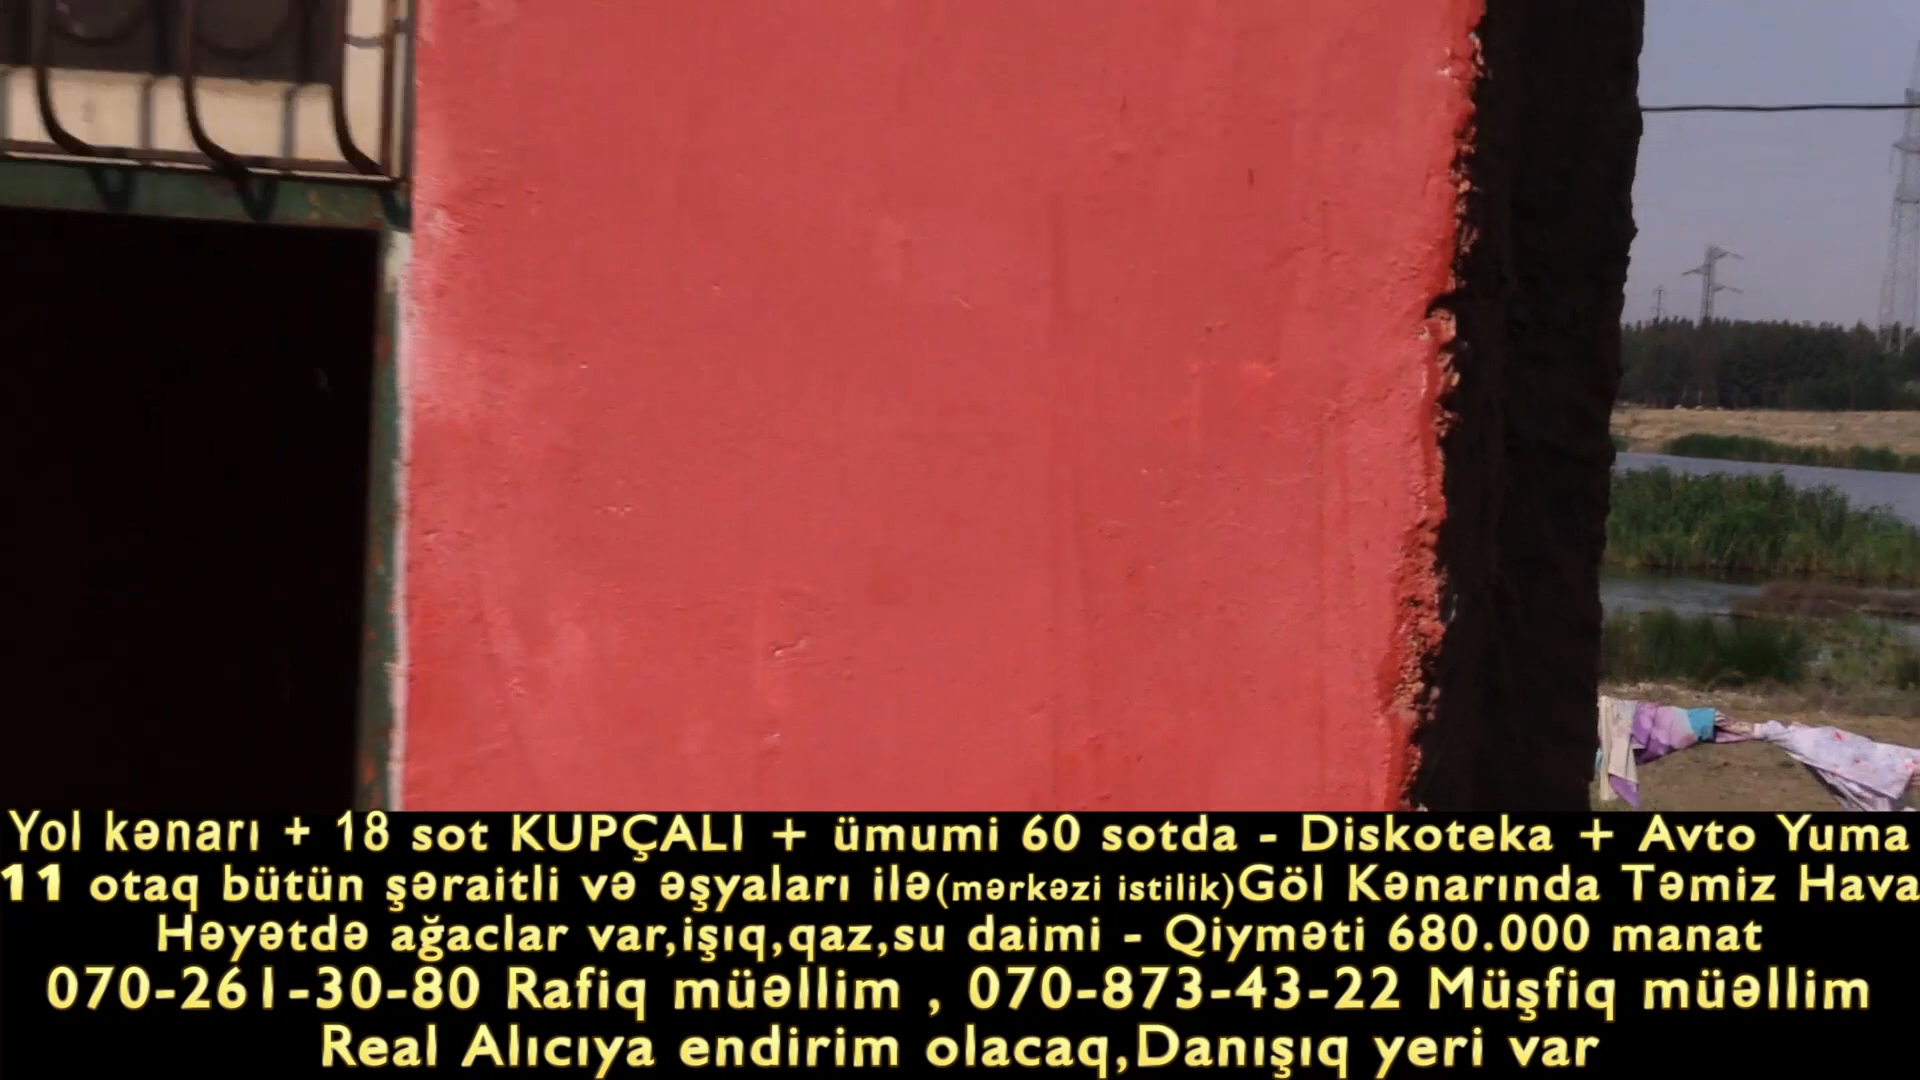 Yol kənarı + 18 sot KUPÇALI + ümumi 60 sotda - Diskoteka + Avto Yuma
11 otaq bütün şəraitli və əşyaları ilə(mərkəzi istilik)Göl Kənarında Təmiz Hava
Həyətdə ağaclar var,işıq,qaz,su daimi - Qiyməti 680.000 manat
070-261-30-80 Rafiq müəllim , 070-873-43-22 Müşfiq müəllim
Real Alıcıya endirim olacaq,Danışıq yeri var